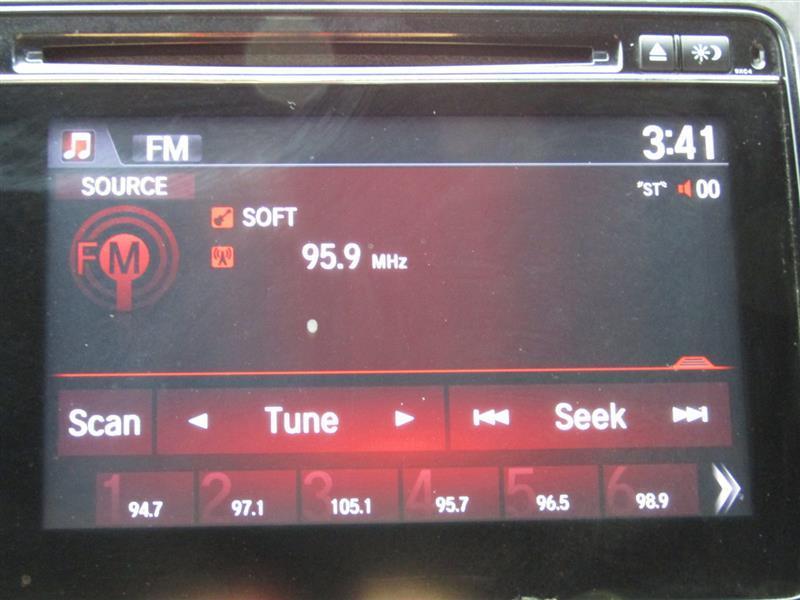 9XC4
FM 3:41
SOURCE "ST" 00
FM SOFT
95.9 MHz
Scan Tune Seek
1 2 3 4 5 6
94.7 97.1 105.1 95.7 96.5 98.9